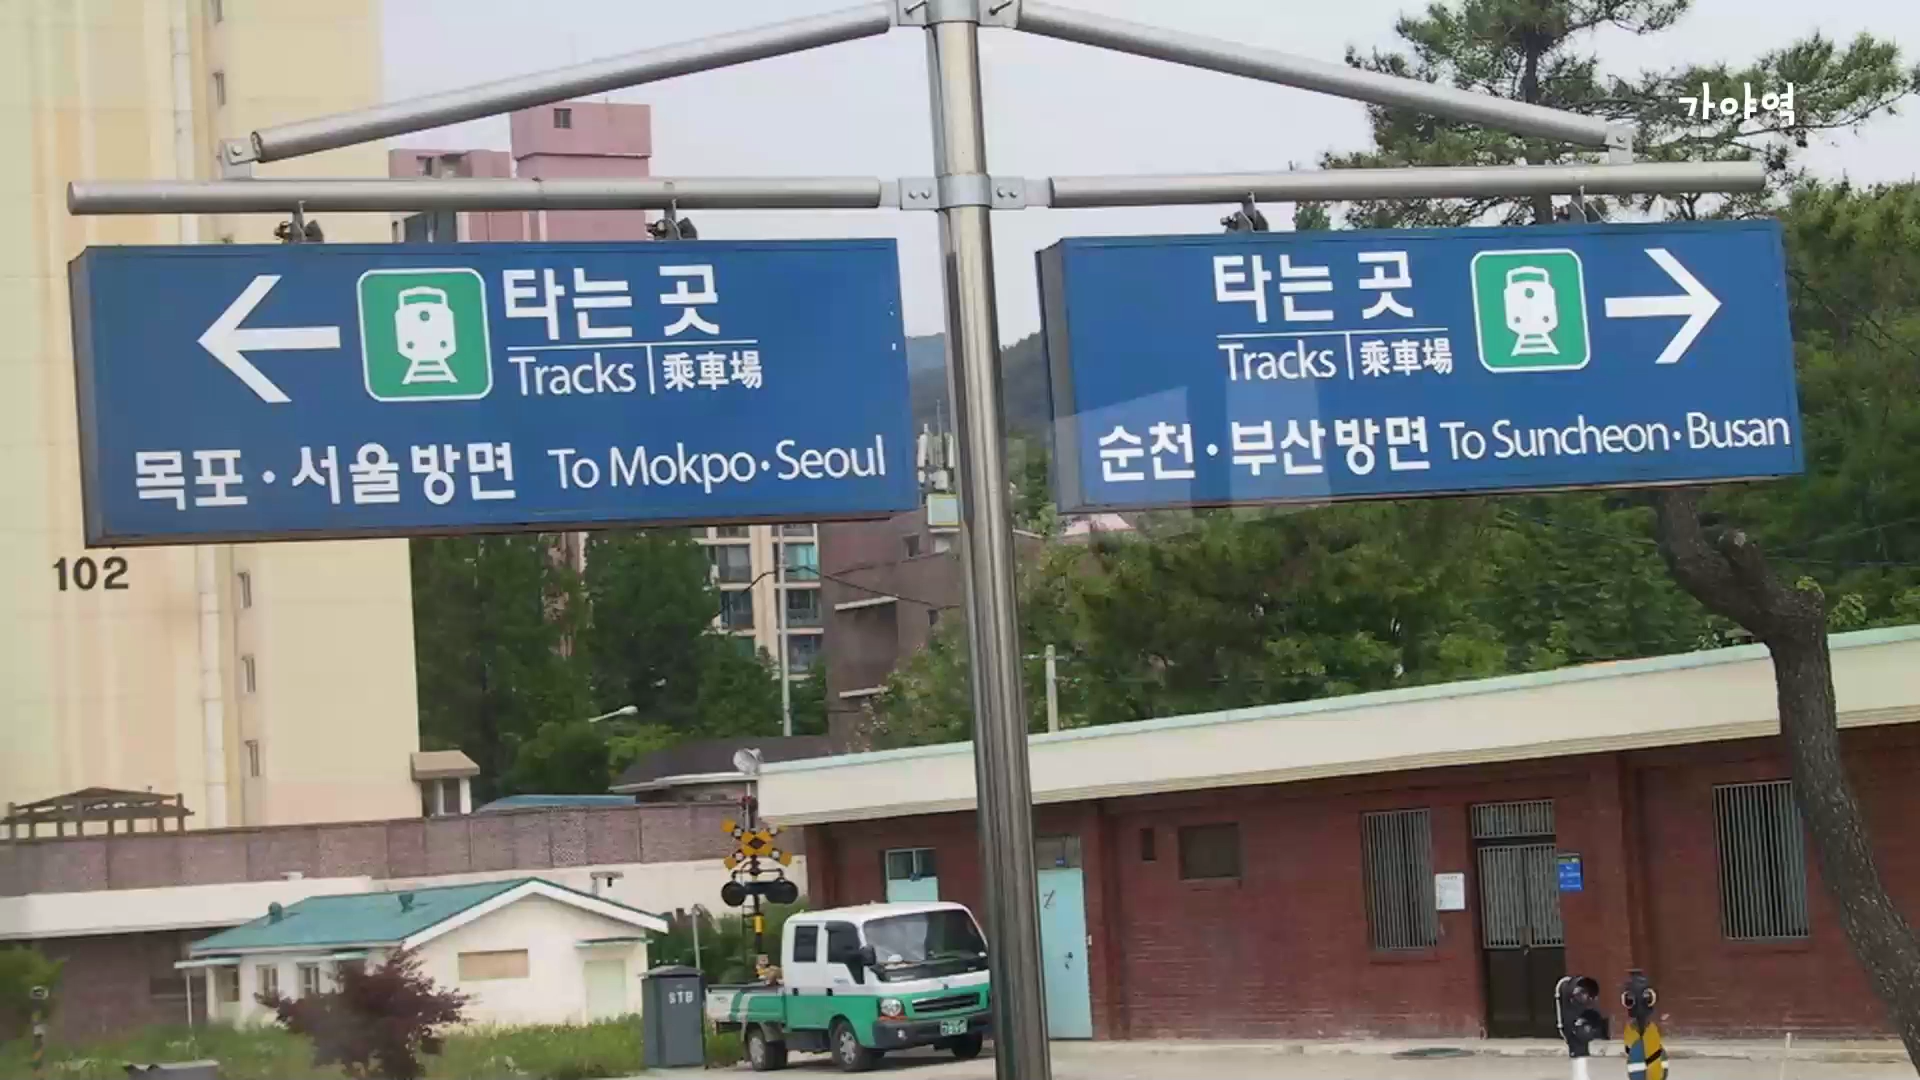 가야역
타는 곳
Tracks 乘車場
목포·서울방면 To Mokpo·Seoul
타는 곳
Tracks 乘車場
순천·부산방면 To Suncheon·Busan
102
STB